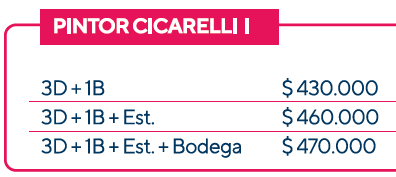 PINTOR CICARELLI I
3D + 1B $ 430.000
3D + 1B + Est. $ 460.000
3D + 1B + Est. + Bodega $ 470.000